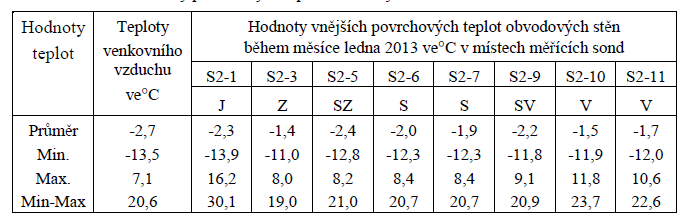 Hodnoty teplot
Teploty venkovního vzduchu ve°C
Hodnoty vnějších povrchových teplot obvodových stěn
během měsíce ledna 2013 ve°C v místech měřících sond
S2-1 S2-3 S2-5 S2-6 S2-7 S2-9 S2-10 S2-11
J Z SZ S S SV V V
Průměr -2,7 -2,3 -1,4 -2,4 -2,0 -1,9 -2,2 -1,5 -1,7
Min. -13,5 -13,9 -11,0 -12,8 -12,3 -12,3 -11,8 -11,9 -12,0
Max. 7,1 16,2 8,0 8,2 8,4 8,4 9,1 11,8 10,6
Min-Max 20,6 30,1 19,0 21,0 20,7 20,7 20,9 23,7 22,6